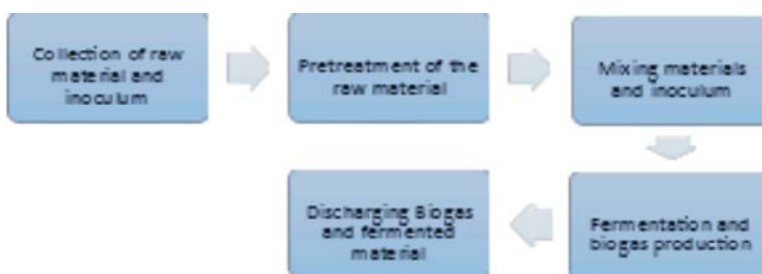 Collection of raw
material and
inoculum
Pretreatment of the
raw material
Mixing materials
and inoculum
Fermentation and
biogas production
Discharging Biogas
and fermented
material